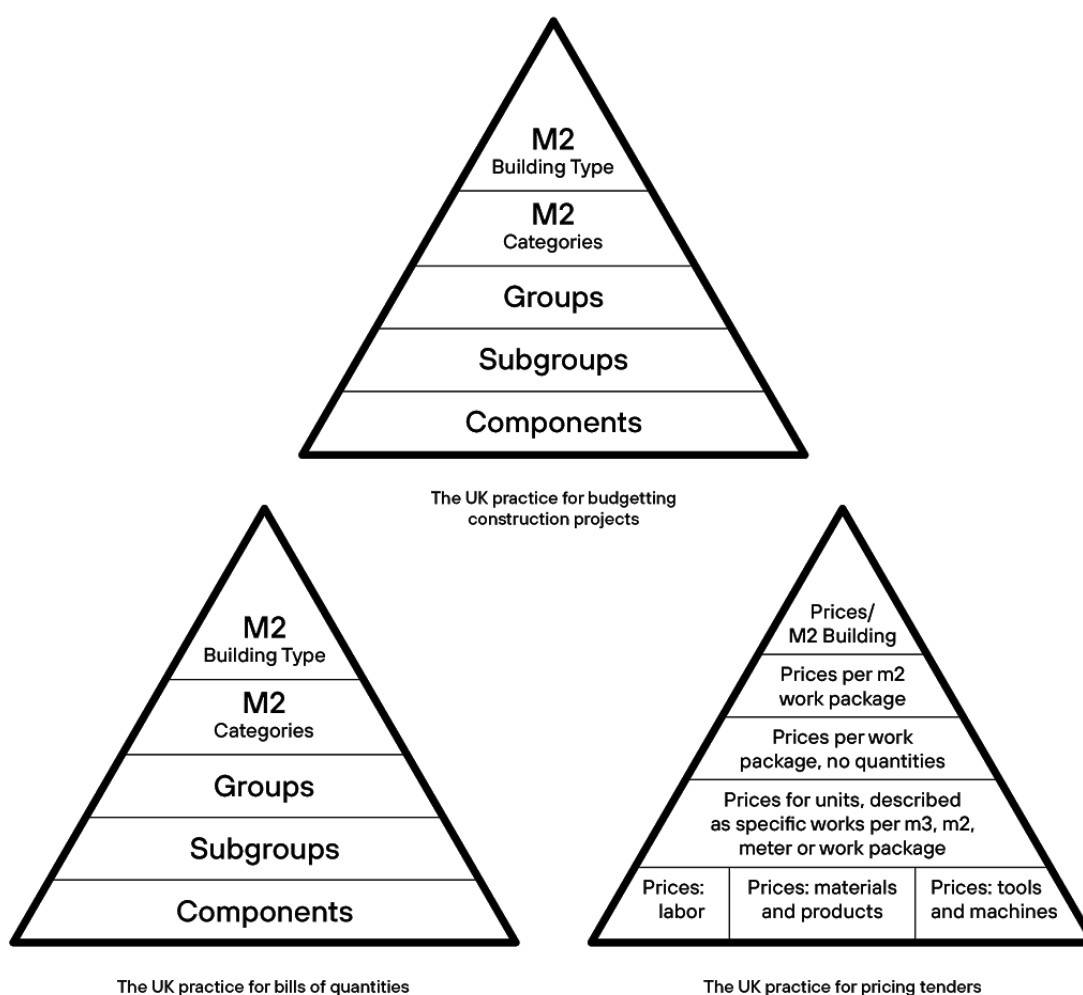 M2
Building Type
M2
Categories
Groups
Subgroups
Components
The UK practice for budgetting
construction projects
M2
Building Type
M2
Categories
Groups
Subgroups
Components
The UK practice for bills of quantities
Prices/
M2 Building
Prices per m2
work package
Prices per work
package, no quantities
Prices for units, described
as specific works per m3, m2,
meter or work package
Prices:
labor
Prices: materials
and products
Prices: tools
and machines
The UK practice for pricing tenders